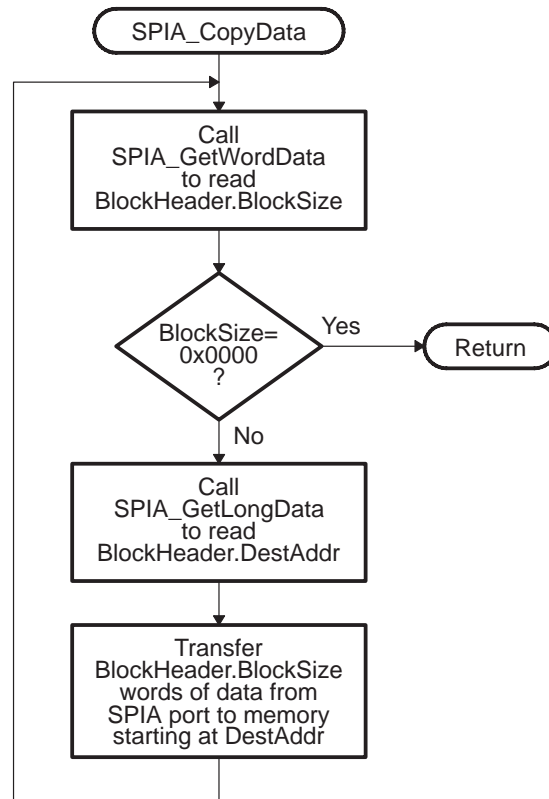 SPIA_CopyData
Call
SPIA_GetWordData
to read
BlockHeader.BlockSize
BlockSize=
0x0000
?
Yes
Return
No
Call
SPIA_GetLongData
to read
BlockHeader.DestAddr
Transfer
BlockHeader.BlockSize
words of data from
SPIA port to memory
starting at DestAddr